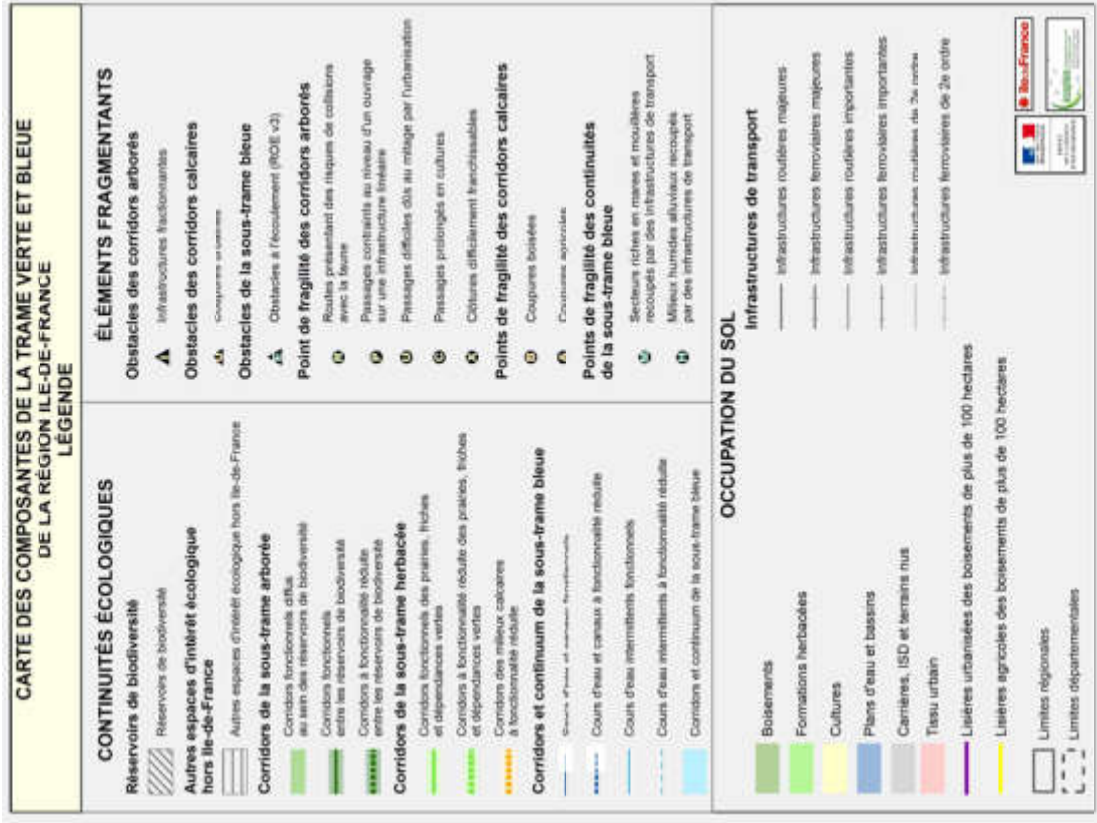 CARTE DES COMPOSANTES DE LA TRAME VERTE ET BLEUE
DE LA RÉGION ILE-DE-FRANCE
LÉGENDE
CONTINUITÉS ÉCOLOGIQUES
Réservoirs de biodiversité
Réservoirs de biodiversité
Autres espaces d'intérêt écologique
hors Ile-de-France
Autres espaces d'intérêt écologique hors Ile-de-France
Corridors de la sous-trame arborée
Corridors fonctionnels diffus
au sein des réservoirs de biodiversité
Corridors fonctionnels
entre les réservoirs de biodiversité
Corridors à fonctionnalité réduite
entre les réservoirs de biodiversité
Corridors de la sous-trame herbacée
Corridors fonctionnels des prairies, friches
et dépendances vertes
Corridors à fonctionnalité réduite des prairies, friches
et dépendances vertes
Corridors des milieux calcaires
à fonctionnalité réduite
Corridors et continuum de la sous-trame bleue
Cours d'eau et canaux fonctionnels
Cours d'eau et canaux à fonctionnalité réduite
Cours d'eau intermittents fonctionnels
Cours d'eau intermittents à fonctionnalité réduite
Corridors et continuum de la sous-trame bleue
ÉLÉMENTS FRAGMENTANTS
Obstacles des corridors arborés
Infrastructures fractionnantes
Obstacles des corridors calcaires
Coupures urbaines
Obstacles de la sous-trame bleue
Obstacles à l'écoulement (ROE v3)
Point de fragilité des corridors arborés
Routes présentant des risques de collisions
avec la faune
Passages contraints au niveau d'un ouvrage
sur une infrastructure linéaire
Passages difficiles dûs au mitage par l'urbanisation
Passages prolongés en cultures
Clôtures difficilement franchissables
Points de fragilité des corridors calcaires
Coupures boisées
Coupures agricoles
Points de fragilité des continuités
de la sous-trame bleue
Secteurs riches en mares et mouillères
recoupés par des infrastructures de transport
Milieux humides alluviaux recoupés
par des infrastructures de transport
OCCUPATION DU SOL
Boisements
Formations herbacées
Cultures
Plans d'eau et bassins
Carrières, ISD et terrains nus
Tissu urbain
Lisières urbanisées des boisements de plus de 100 hectares
Lisières agricoles des boisements de plus de 100 hectares
Limites régionales
Limites départementales
Infrastructures de transport
Infrastructures routières majeures
Infrastructures ferroviaires majeures
Infrastructures routières importantes
Infrastructures ferroviaires importantes
Infrastructures routières de 2e ordre
Infrastructures ferroviaires de 2e ordre
îledeFrance